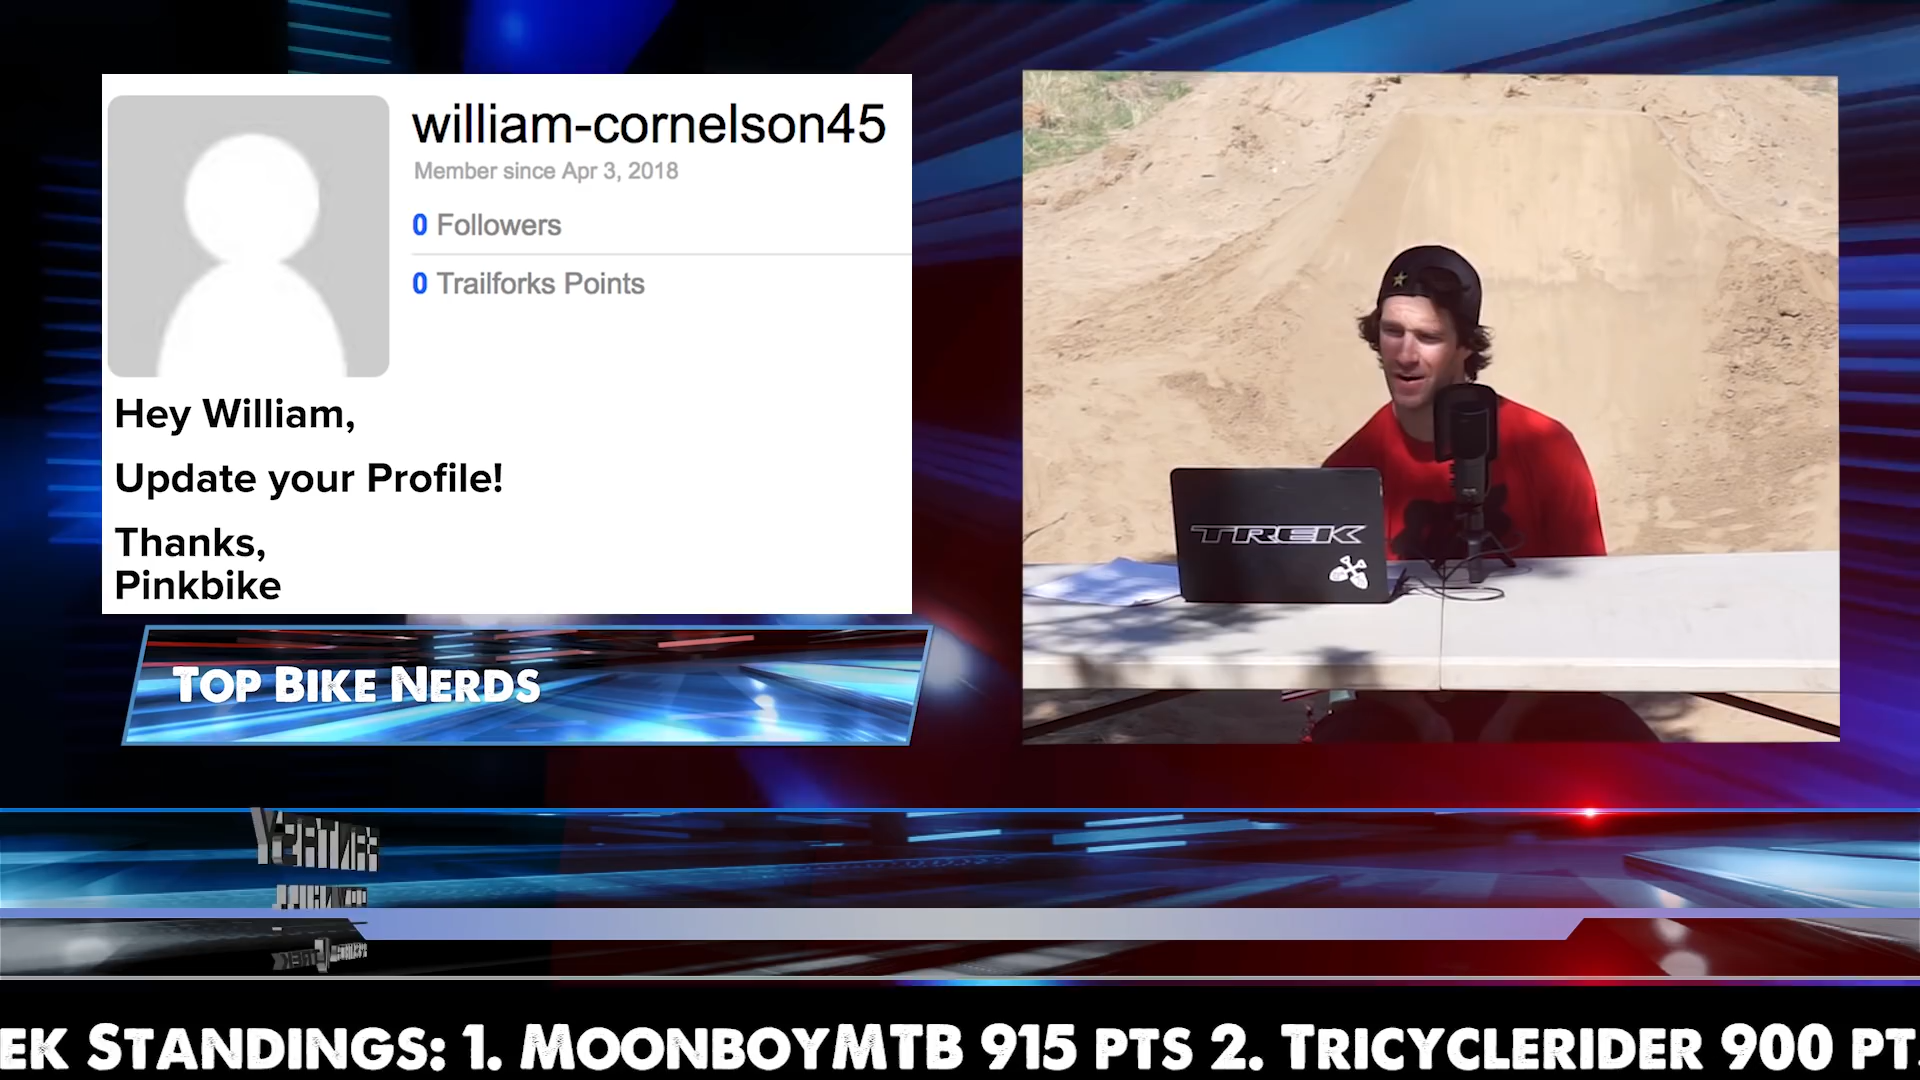 william-cornelson45
Member since Apr 3, 2018
0 Followers
0 Trailforks Points
Hey William,
Update your Profile!
Thanks,
Pinkbike
TOP BIKE NERDS
TREK
FANTASY
EK STANDINGS: 1. MOONBOYMTB 915 PTS 2. TRICYCLERIDER 900 PT